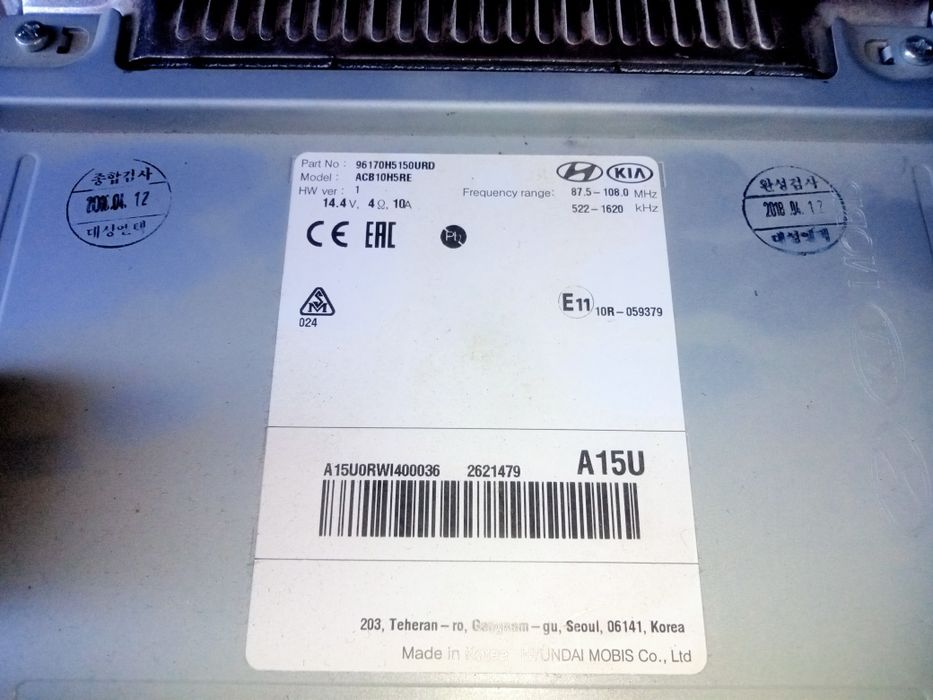 Part No : 96170H5150URD
Model : ACB10H5RE
HW ver : 1
14.4 V, 4 Ω, 10A
KIA
Frequency range: 87.5 – 108.0 MHz
522 – 1620 kHz
CE EAC
024
E11 10R – 059379
종합검사
04. 12
완성검사
2018. 04. 12
A15U0RWI400036 2621479 A15U
203, Teheran – ro, Gangnam – gu, Seoul, 06141, Korea
Made in Korea HYUNDAI MOBIS Co., Ltd